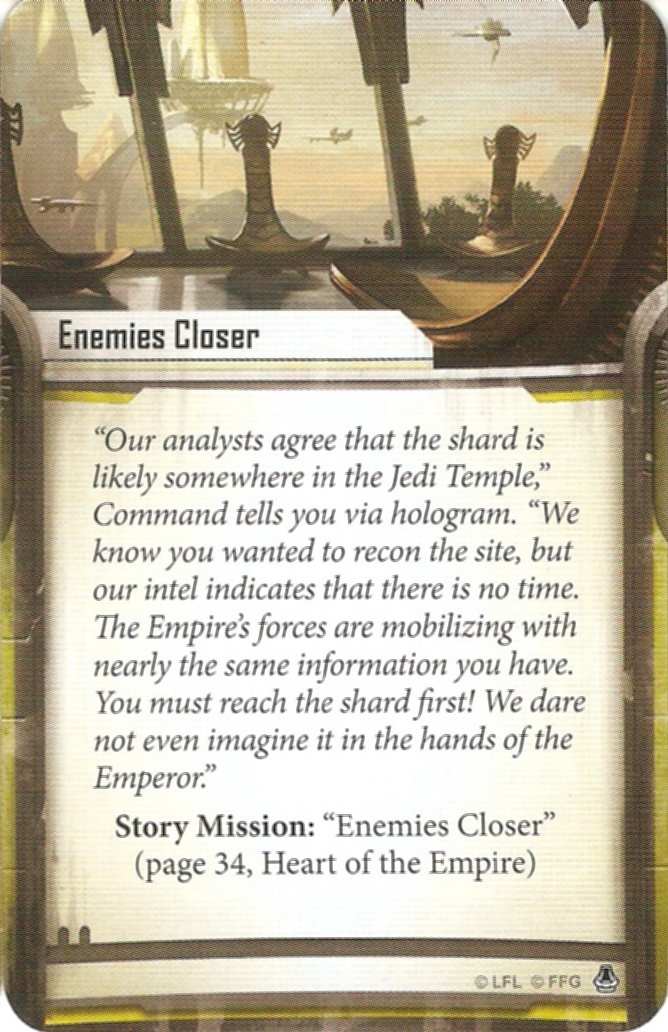 Enemies Closer
“Our analysts agree that the shard is
likely somewhere in the Jedi Temple,”
Command tells you via hologram. “We
know you wanted to recon the site, but
our intel indicates that there is no time.
The Empire’s forces are mobilizing with
nearly the same information you have.
You must reach the shard first! We dare
not even imagine it in the hands of the
Emperor.”
Story Mission: “Enemies Closer”
(page 34, Heart of the Empire)
© LFL © FFG